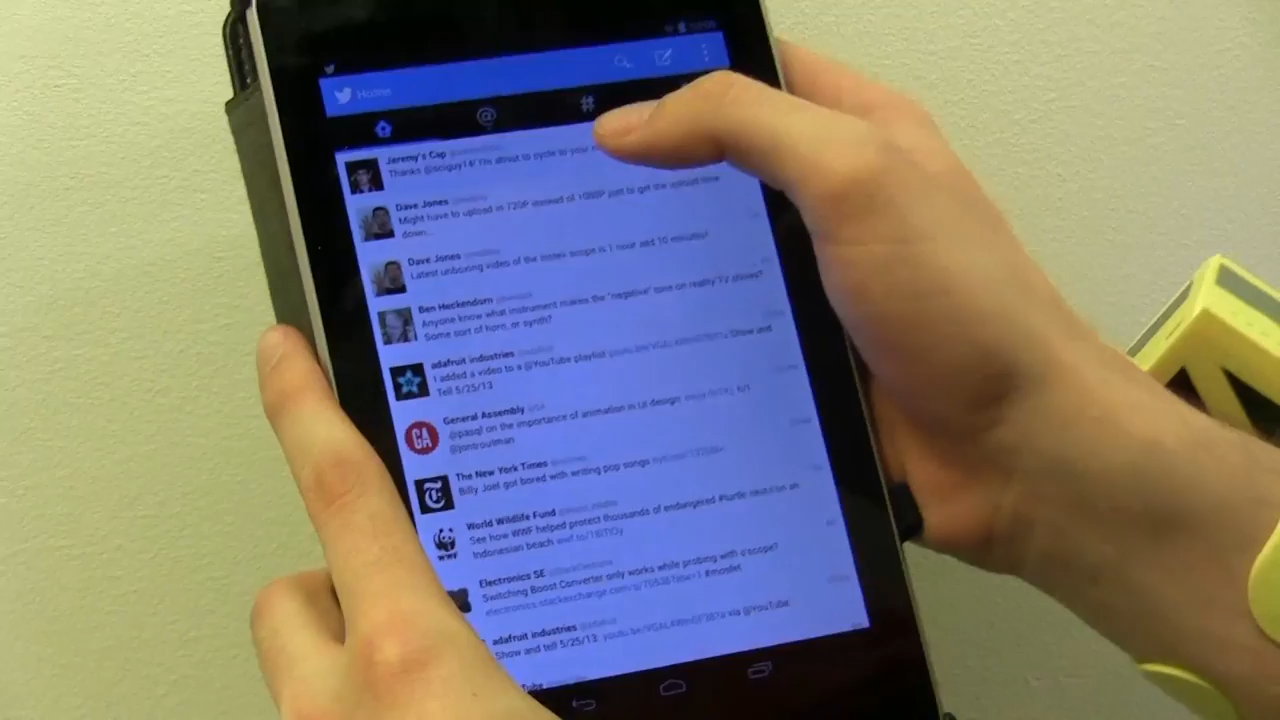 Home
@
#
Jeremy's Cap
Thanks @sciguy14! I'm about to cycle to your
Dave Jones
Might have to upload in 720P instead of 1080P just to get the upload time
down...
Dave Jones
Latest unboxing video of the scope is 1 hour and 10 minutes!
Ben Heckendorn
Anyone know what instrument makes the "negative" tone on reality TV shows?
Some sort of horn, or synth?
adafruit industries
I added a video to a @YouTube playlist Show and
Tell 5/25/13
General Assembly @GA
@pasql on the importance of animation in UI design
@jontroutman
The New York Times
Billy Joel got bored with writing pop songs
World Wildlife Fund
See how WWF helped protect thousands of endangered #turtle nests on an
Indonesian beach
WWF
Electronics SE
Switching Boost Converter only works while probing with o'scope?
#mosfet
adafruit industries @adafruit
Show and tell 5/25/13: via @YouTube